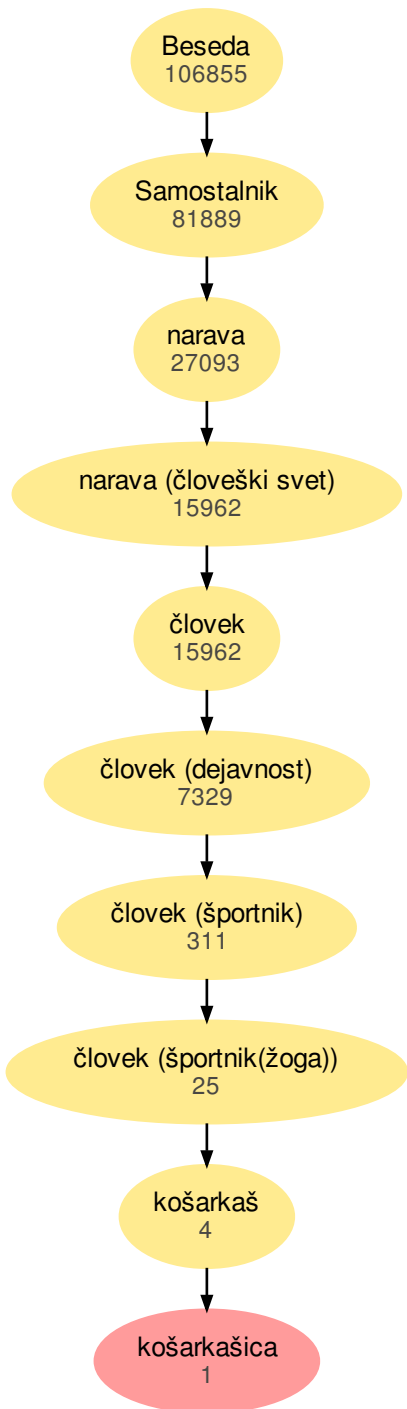 Beseda
106855
Samostalnik
81889
narava
27093
narava (človeški svet)
15962
človek
15962
človek (dejavnost)
7329
človek (športnik)
311
človek (športnik(žoga))
25
košarkaš
4
košarkašica
1